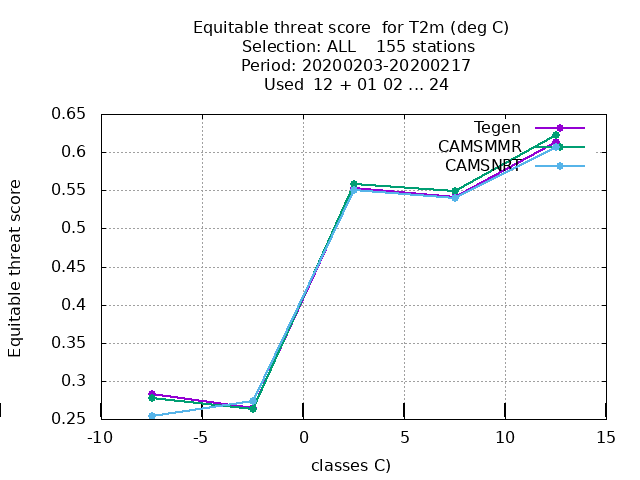 Equitable threat score  for T2m (deg C)
Selection: ALL    155 stations
Period: 20200203-20200217
Used  12 + 01 02 ... 24
Equitable threat score
0.65
0.6
0.55
0.5
0.45
0.4
0.35
0.3
0.25
Tegen
CAMSMMR
CAMSNRT
-10
-5
0
5
10
15
classes C)